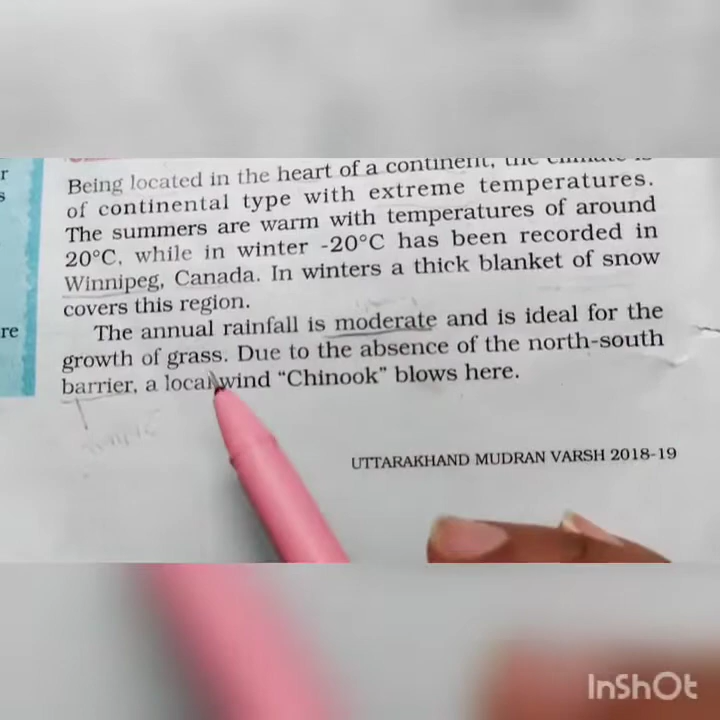 r
s
re
Being located in the heart of a continent, the climate is
of continental type with extreme temperatures.
The summers are warm with temperatures of around
20°C, while in winter -20°C has been recorded in
Winnipeg, Canada. In winters a thick blanket of snow
covers this region.
The annual rainfall is moderate and is ideal for the
growth of grass. Due to the absence of the north-south
barrier, a local wind “Chinook” blows here.
UTTARAKHAND MUDRAN VARSH 2018-19
InShOt